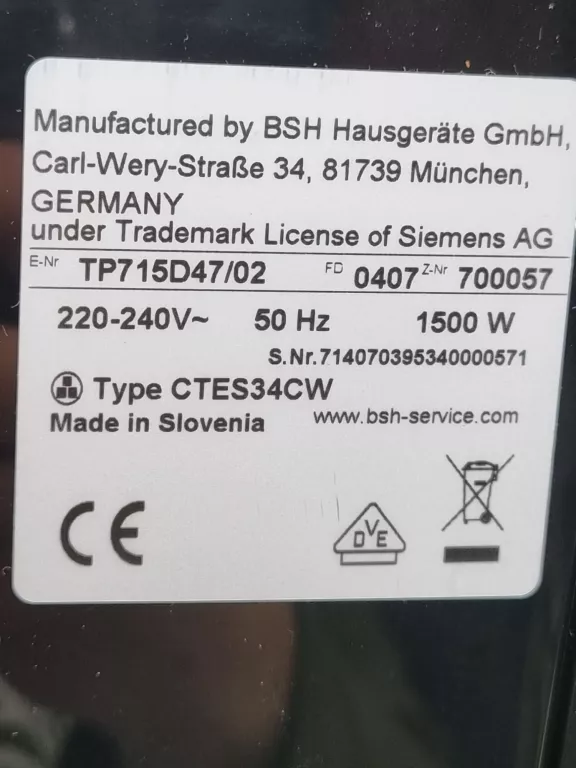 Manufactured by BSH Hausgeräte GmbH,
Carl-Wery-Straße 34, 81739 München,
GERMANY
under Trademark License of Siemens AG
E-Nr TP715D47/02 FD 0407 Z-Nr 700057
220-240V~ 50 Hz 1500 W
S.Nr.714070395340000571
Type CTES34CW
Made in Slovenia www.bsh-service.com
CE
DVE